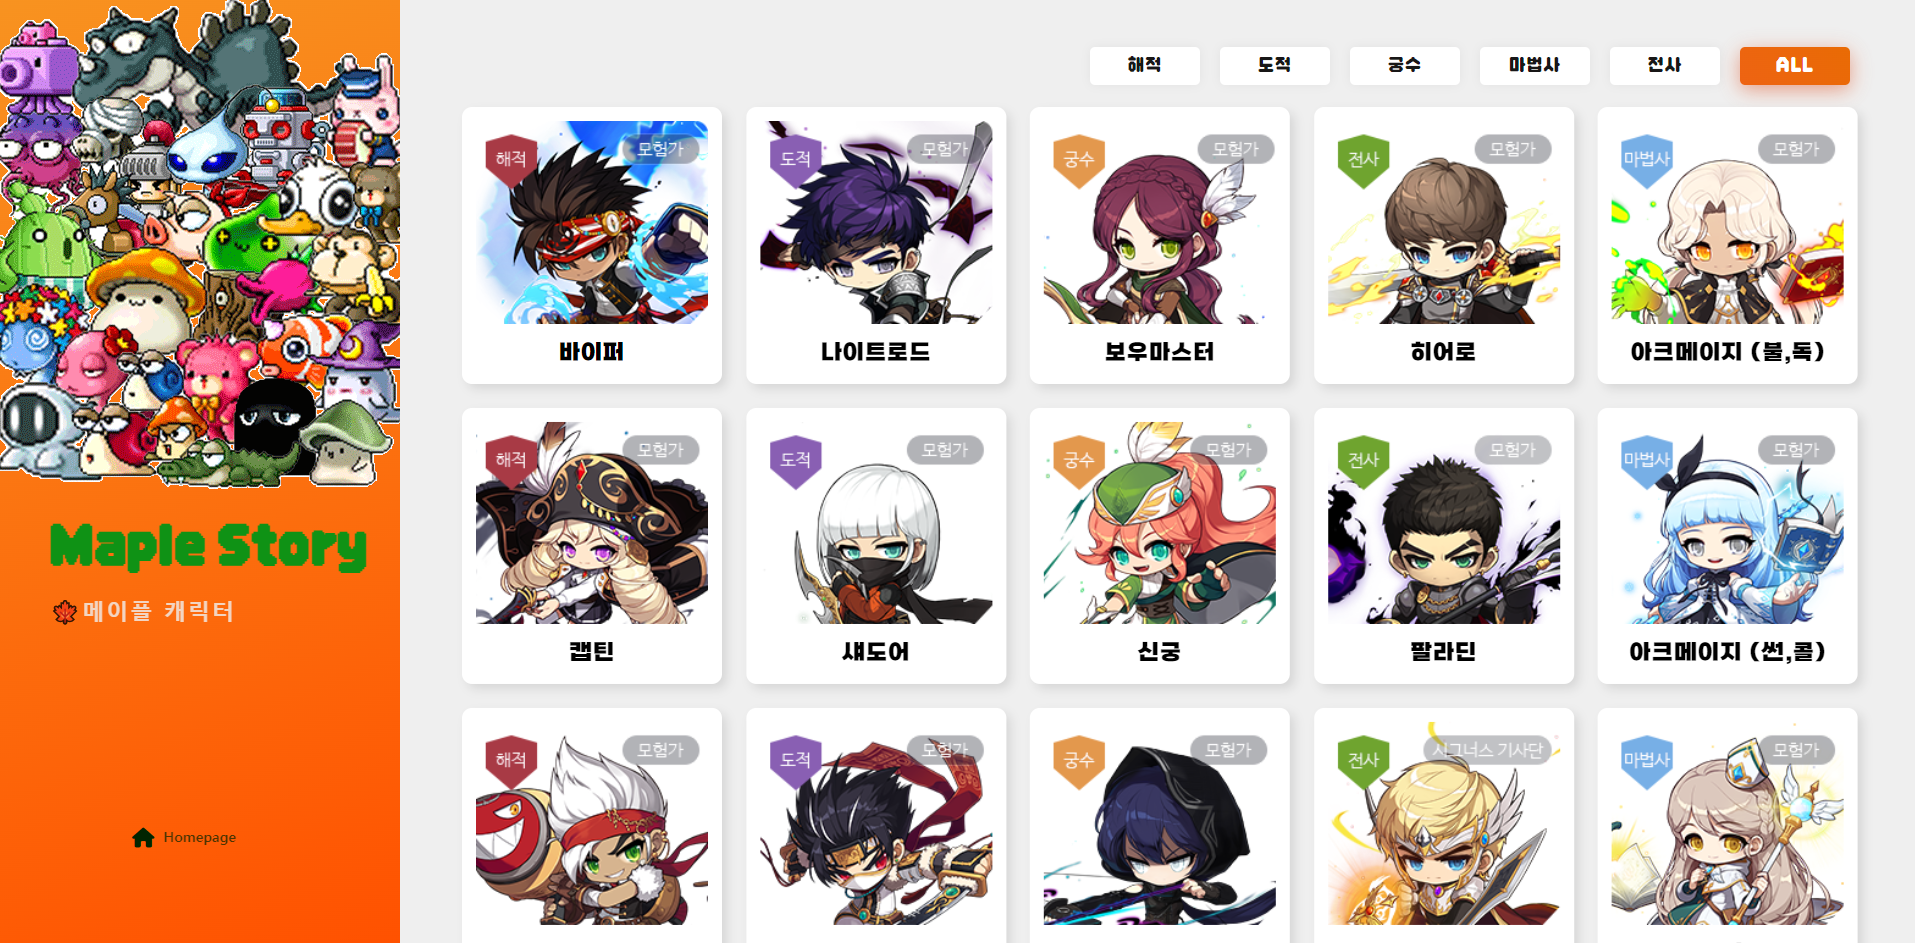 해적
도적
궁수
마법사
전사
ALL
Maple Story
메이플 캐릭터
Homepage
해적
모험가
바이퍼
도적
모험가
나이트로드
궁수
모험가
보우마스터
전사
모험가
히어로
마법사
모험가
아크메이지 (불,독)
해적
모험가
캡틴
도적
모험가
섀도어
궁수
모험가
신궁
전사
모험가
팔라딘
마법사
모험가
아크메이지 (썬,콜)
해적
모험가
도적
모험가
궁수
모험가
전사
시그너스 기사단
마법사
모험가